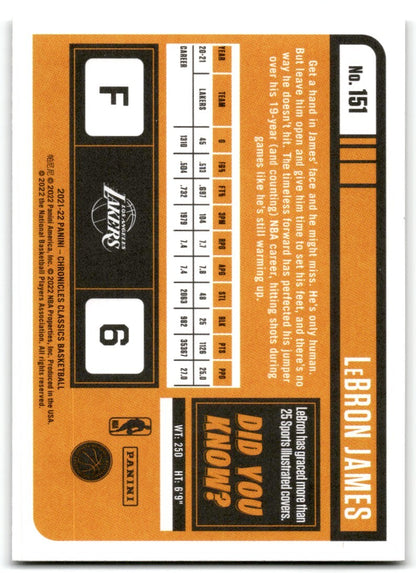 No. 151
LeBRON JAMES
Get a hand in James' face and he might miss. He's only human.
But leave him open and give him time to set his feet, and there's no
way he doesn't hit. The timeless forward has perfected his jumper
over his 19-year (and counting) NBA career, hitting shots during
games like he's still warming up.
YEAR TEAM G FG% FT% 3PM RPG APG STL BLK PTS PPG
20-21 LAKERS 45 .513 .697 104 7.7 7.8 48 25 1126 25.0
CAREER 1310 .504 .732 1979 7.4 7.4 2063 982 35367 27.0
LeBron has graced more than
25 Sports Illustrated covers.
DID YOU
KNOW?
WT: 250 HT: 6'9"
F
LOS ANGELES
LAKERS
6
NBA
PANINI
2021-22 PANINI – CHRONICLES CLASSICS BASKETBALL
© 2022 Panini America, Inc. © 2022 NBA Properties, Inc. Produced in the USA.
© 2022 the National Basketball Players Association. All rights reserved.